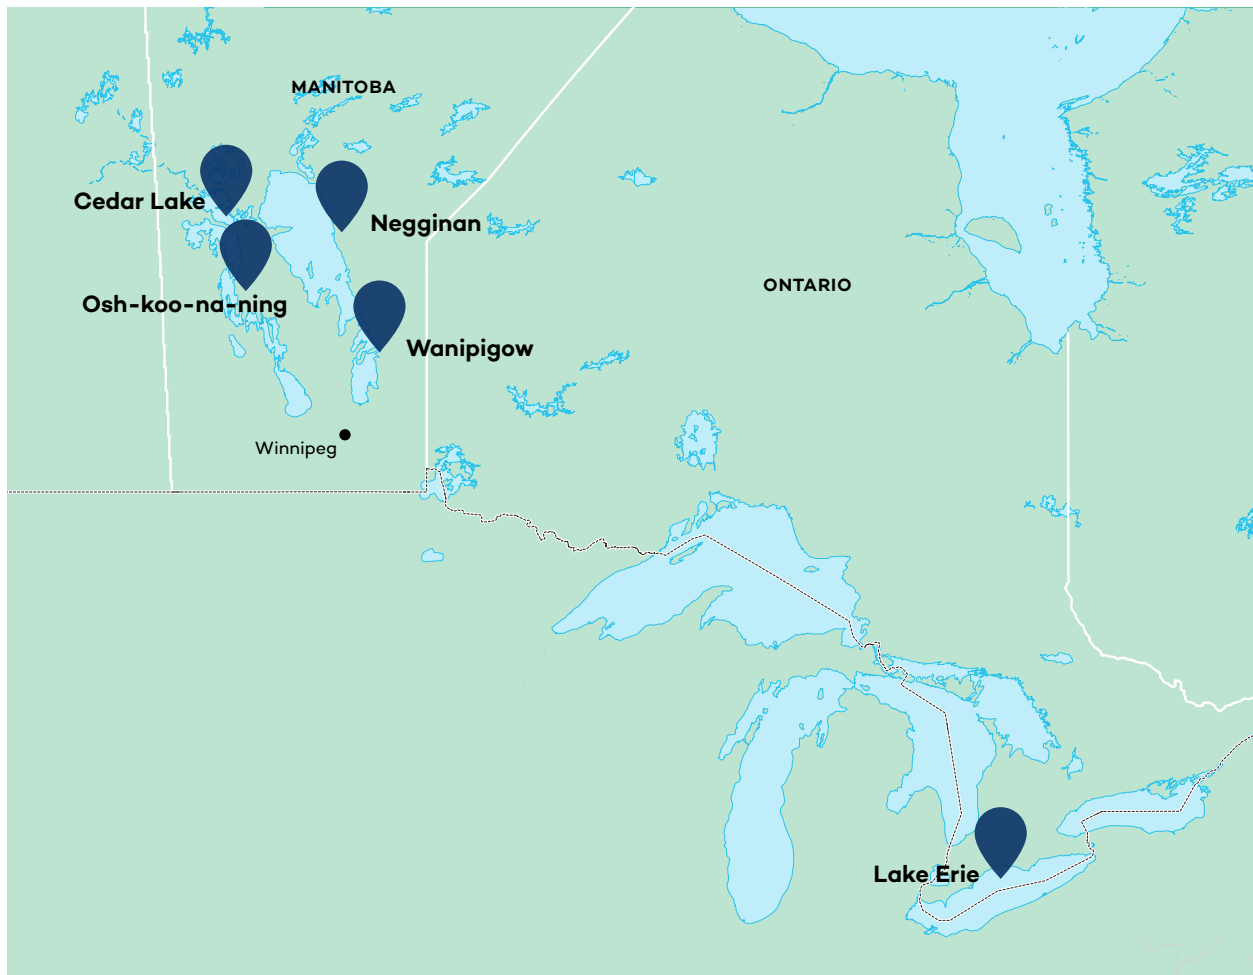 MANITOBA
Cedar Lake
Negginan
ONTARIO
Osh-koo-na-ning
Wanipigow
Winnipeg
Lake Erie